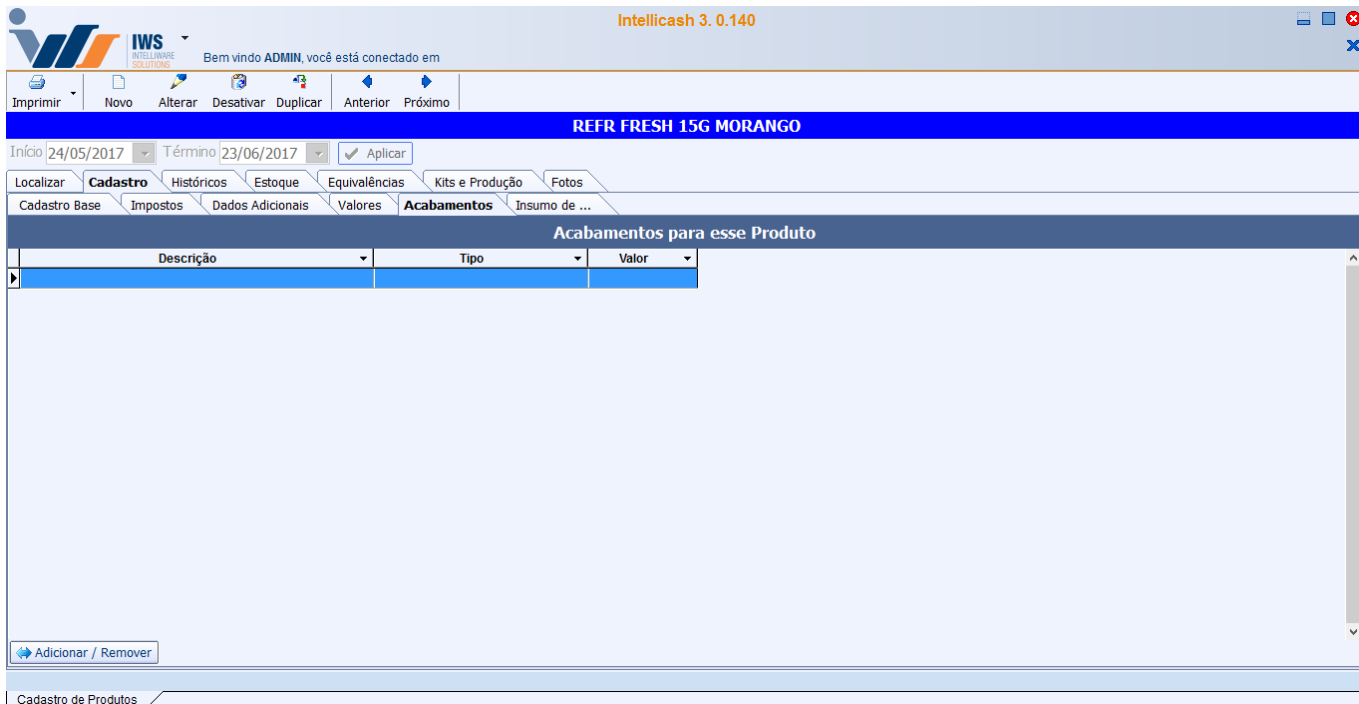 Intellicash 3. 0.140
IWS
INTELLIWARE
SOLUTIONS
Bem vindo ADMIN, você está conectado em
Imprimir Novo Alterar Desativar Duplicar Anterior Próximo
REFR FRESH 15G MORANGO
Início 24/05/2017 Término 23/06/2017 Aplicar
Localizar Cadastro Históricos Estoque Equivalências Kits e Produção Fotos
Cadastro Base Impostos Dados Adicionais Valores Acabamentos Insumo de ...
Acabamentos para esse Produto
Descrição Tipo Valor
Adicionar / Remover
Cadastro de Produtos